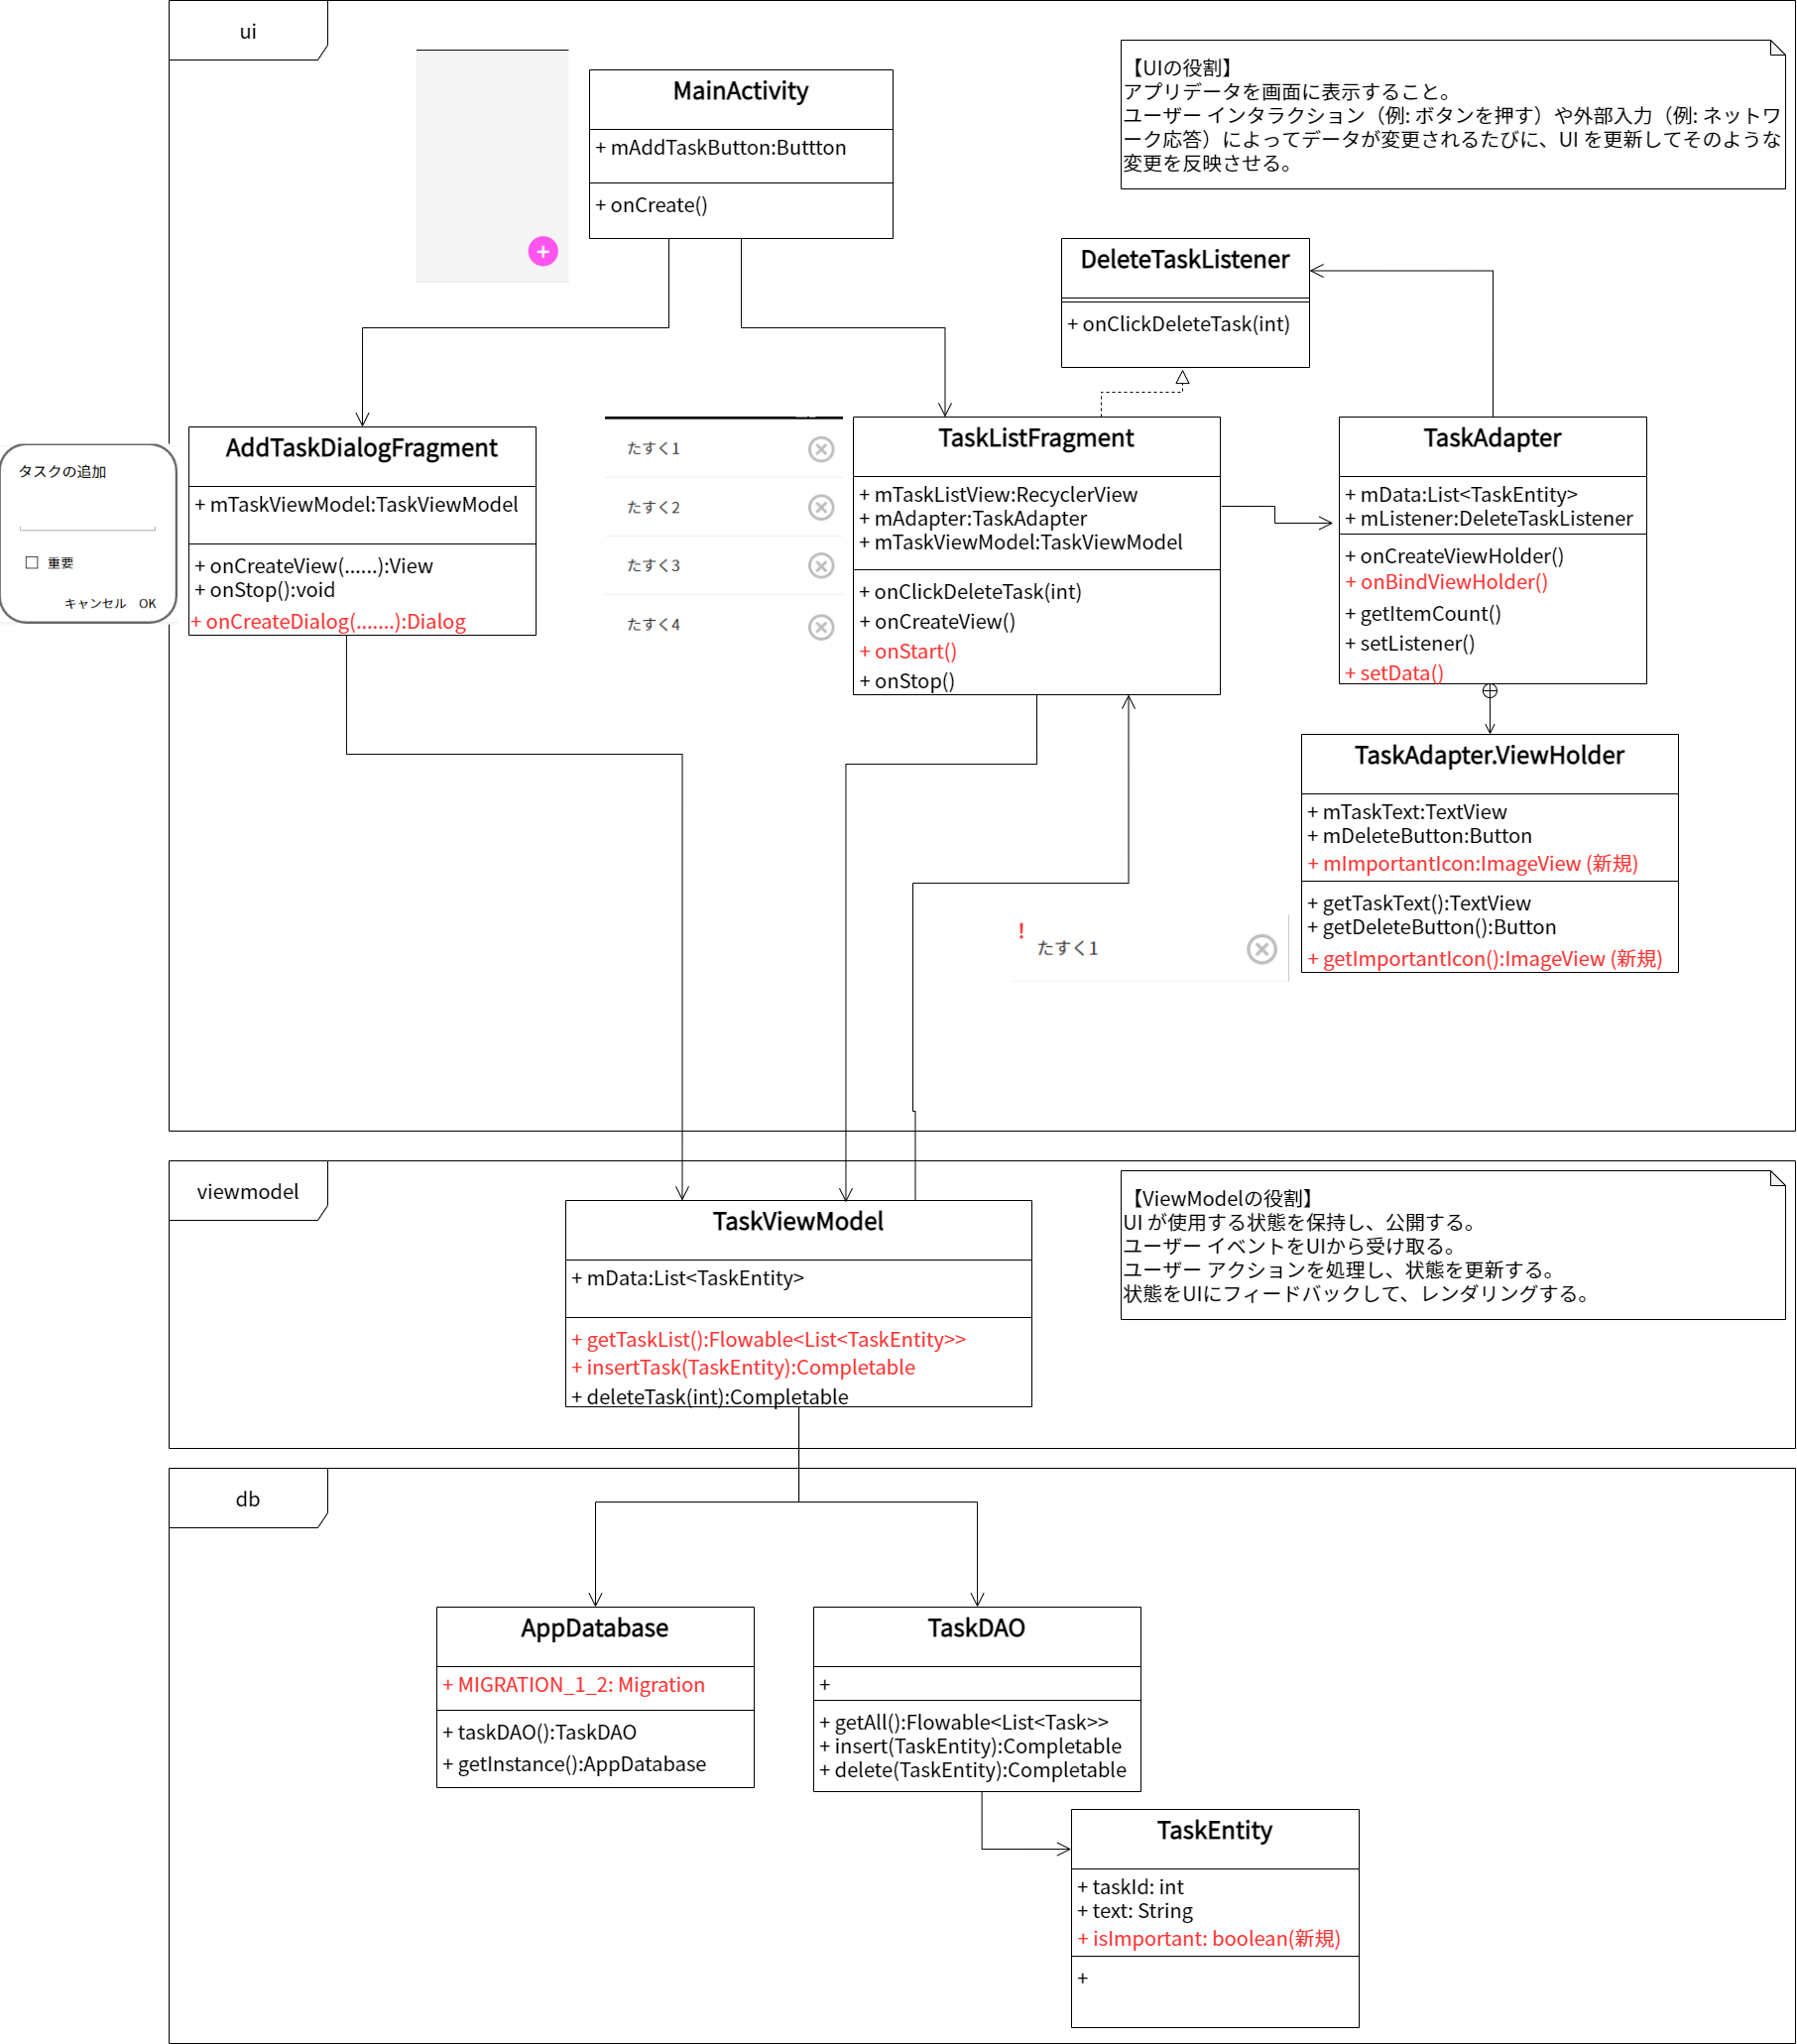 ui
MainActivity
+ mAddTaskButton:Buttton
+ onCreate()
【UIの役割】
アプリデータを画面に表示すること。
ユーザー インタラクション（例: ボタンを押す）や外部入力（例: ネットワ
ーク応答）によってデータが変更されるたびに、UI を更新してそのような
変更を反映させる。
DeleteTaskListener
+ onClickDeleteTask(int)
AddTaskDialogFragment
+ mTaskViewModel:TaskViewModel
+ onCreateView(......):View
+ onStop():void
+ onCreateDialog(.......):Dialog
タスクの追加
重要
キャンセル OK
たすく1
たすく2
たすく3
たすく4
TaskListFragment
+ mTaskListView:RecyclerView
+ mAdapter:TaskAdapter
+ mTaskViewModel:TaskViewModel
+ onClickDeleteTask(int)
+ onCreateView()
+ onStart()
+ onStop()
TaskAdapter
+ mData:List<TaskEntity>
+ mListener:DeleteTaskListener
+ onCreateViewHolder()
+ onBindViewHolder()
+ getItemCount()
+ setListener()
+ setData()
TaskAdapter.ViewHolder
+ mTaskText:TextView
+ mDeleteButton:Button
+ mImportantIcon:ImageView (新規)
+ getTaskText():TextView
+ getDeleteButton():Button
+ getImportantIcon():ImageView (新規)
!
たすく1
viewmodel
TaskViewModel
+ mData:List<TaskEntity>
+ getTaskList():Flowable<List<TaskEntity>>
+ insertTask(TaskEntity):Completable
+ deleteTask(int):Completable
【ViewModelの役割】
UI が使用する状態を保持し、公開する。
ユーザー イベントをUIから受け取る。
ユーザー アクションを処理し、状態を更新する。
状態をUIにフィードバックして、レンダリングする。
db
AppDatabase
+ MIGRATION_1_2: Migration
+ taskDAO():TaskDAO
+ getInstance():AppDatabase
TaskDAO
+
+ getAll():Flowable<List<Task>>
+ insert(TaskEntity):Completable
+ delete(TaskEntity):Completable
TaskEntity
+ taskId: int
+ text: String
+ isImportant: boolean(新規)
+